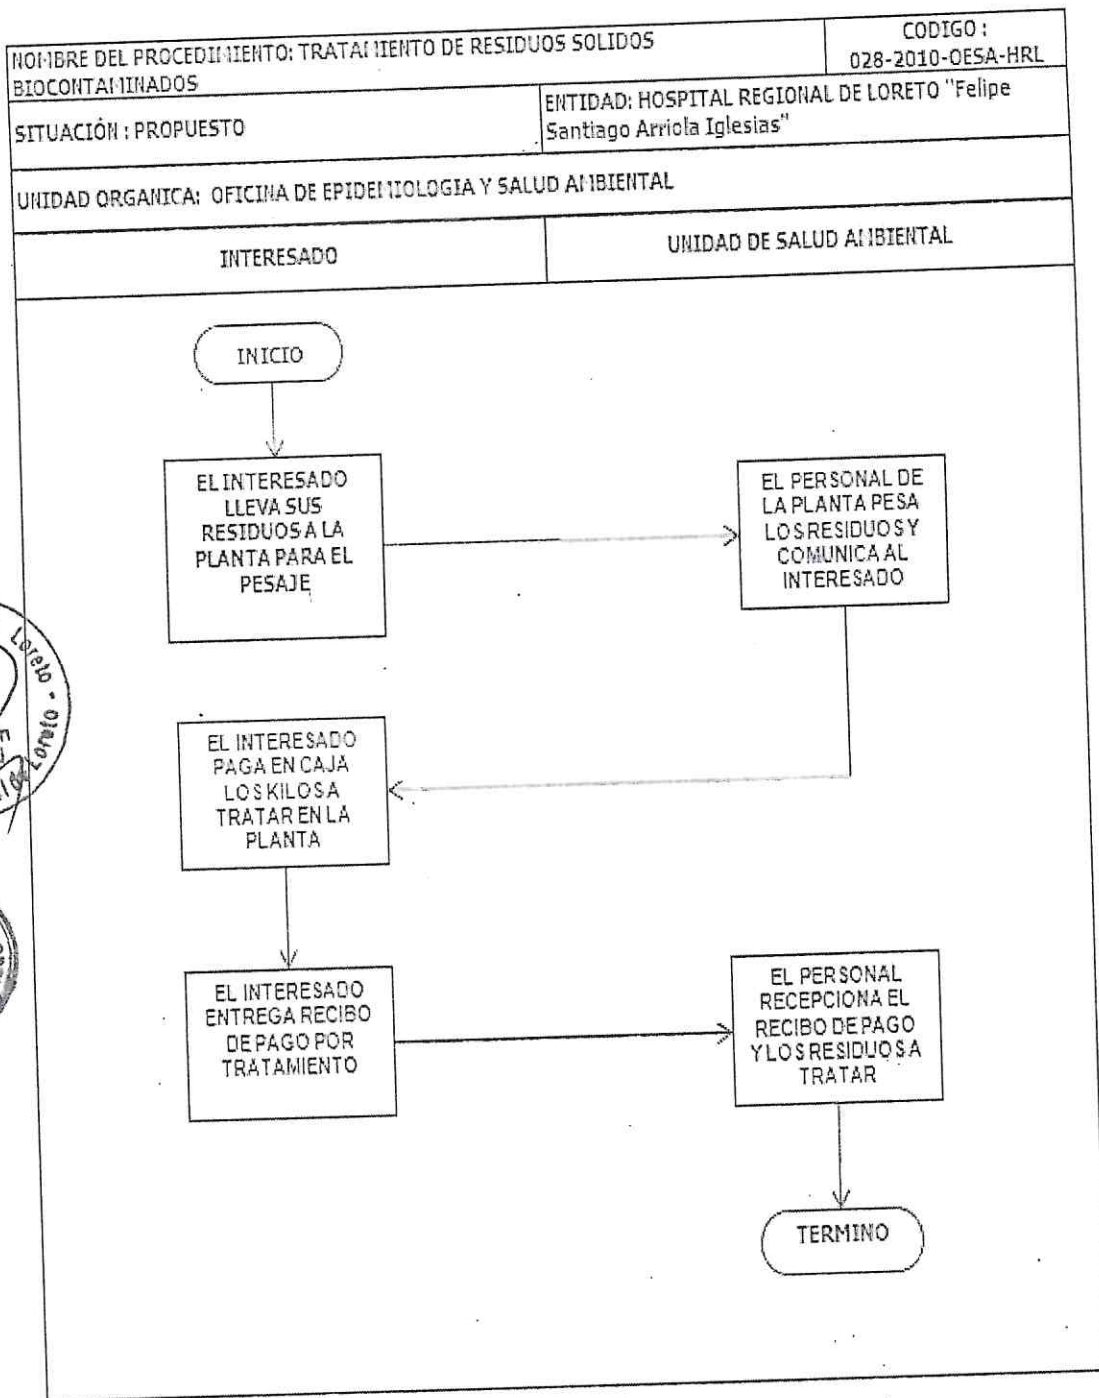 NOMBRE DEL PROCEDIMIENTO: TRATAMIENTO DE RESIDUOS SOLIDOS
BIOCONTAMINADOS
CODIGO :
028-2010-OESA-HRL
SITUACIÓN : PROPUESTO
ENTIDAD: HOSPITAL REGIONAL DE LORETO "Felipe
Santiago Arriola Iglesias"
UNIDAD ORGANICA: OFICINA DE EPIDEMIOLOGIA Y SALUD AMBIENTAL
INTERESADO
UNIDAD DE SALUD AMBIENTAL
INICIO
EL INTERESADO
LLEVA SUS
RESIDUOS A LA
PLANTA PARA EL
PESAJE
EL PERSONAL DE
LA PLANTA PESA
LOS RESIDUOS Y
COMUNICA AL
INTERESADO
EL INTERESADO
PAGA EN CAJA
LOS KILOS A
TRATAR EN LA
PLANTA
EL INTERESADO
ENTREGA RECIBO
DE PAGO POR
TRATAMIENTO
EL PERSONAL
RECEPCIONA EL
RECIBO DE PAGO
Y LOS RESIDUOS A
TRATAR
TERMINO
Loreto - Loreto